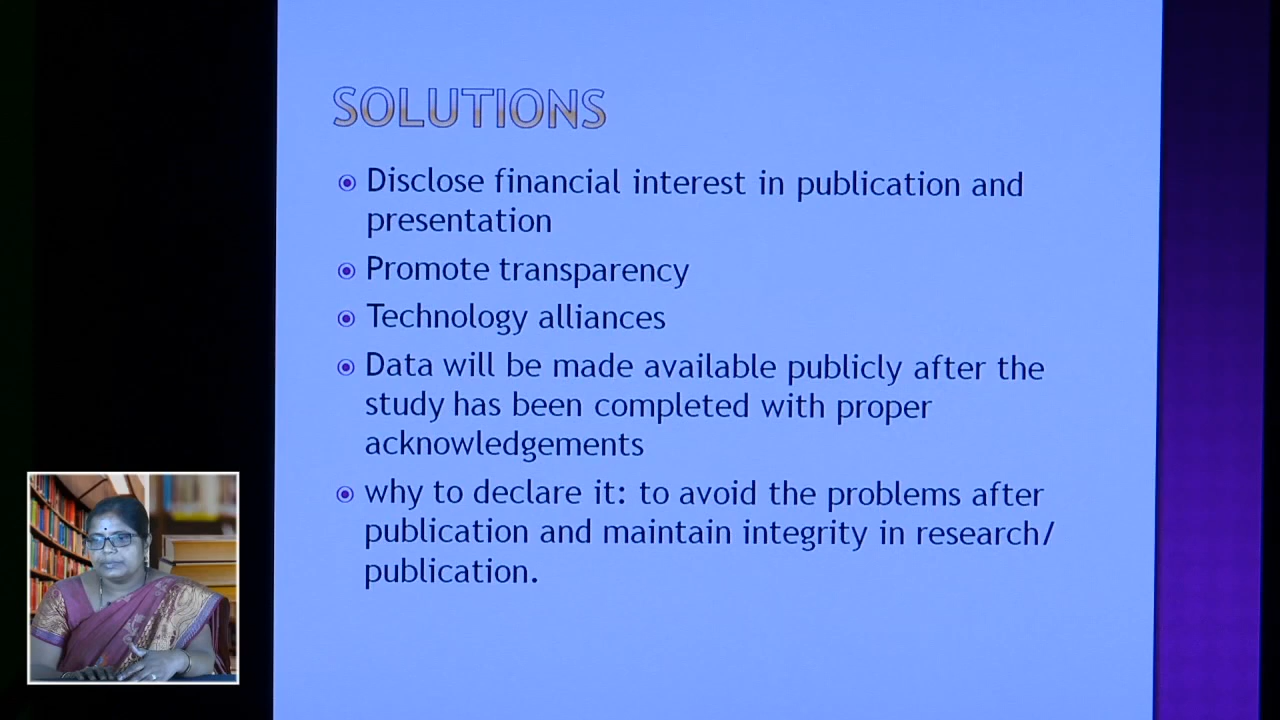 SOLUTIONS
Disclose financial interest in publication and
presentation
Promote transparency
Technology alliances
Data will be made available publicly after the
study has been completed with proper
acknowledgements
why to declare it: to avoid the problems after
publication and maintain integrity in research/
publication.